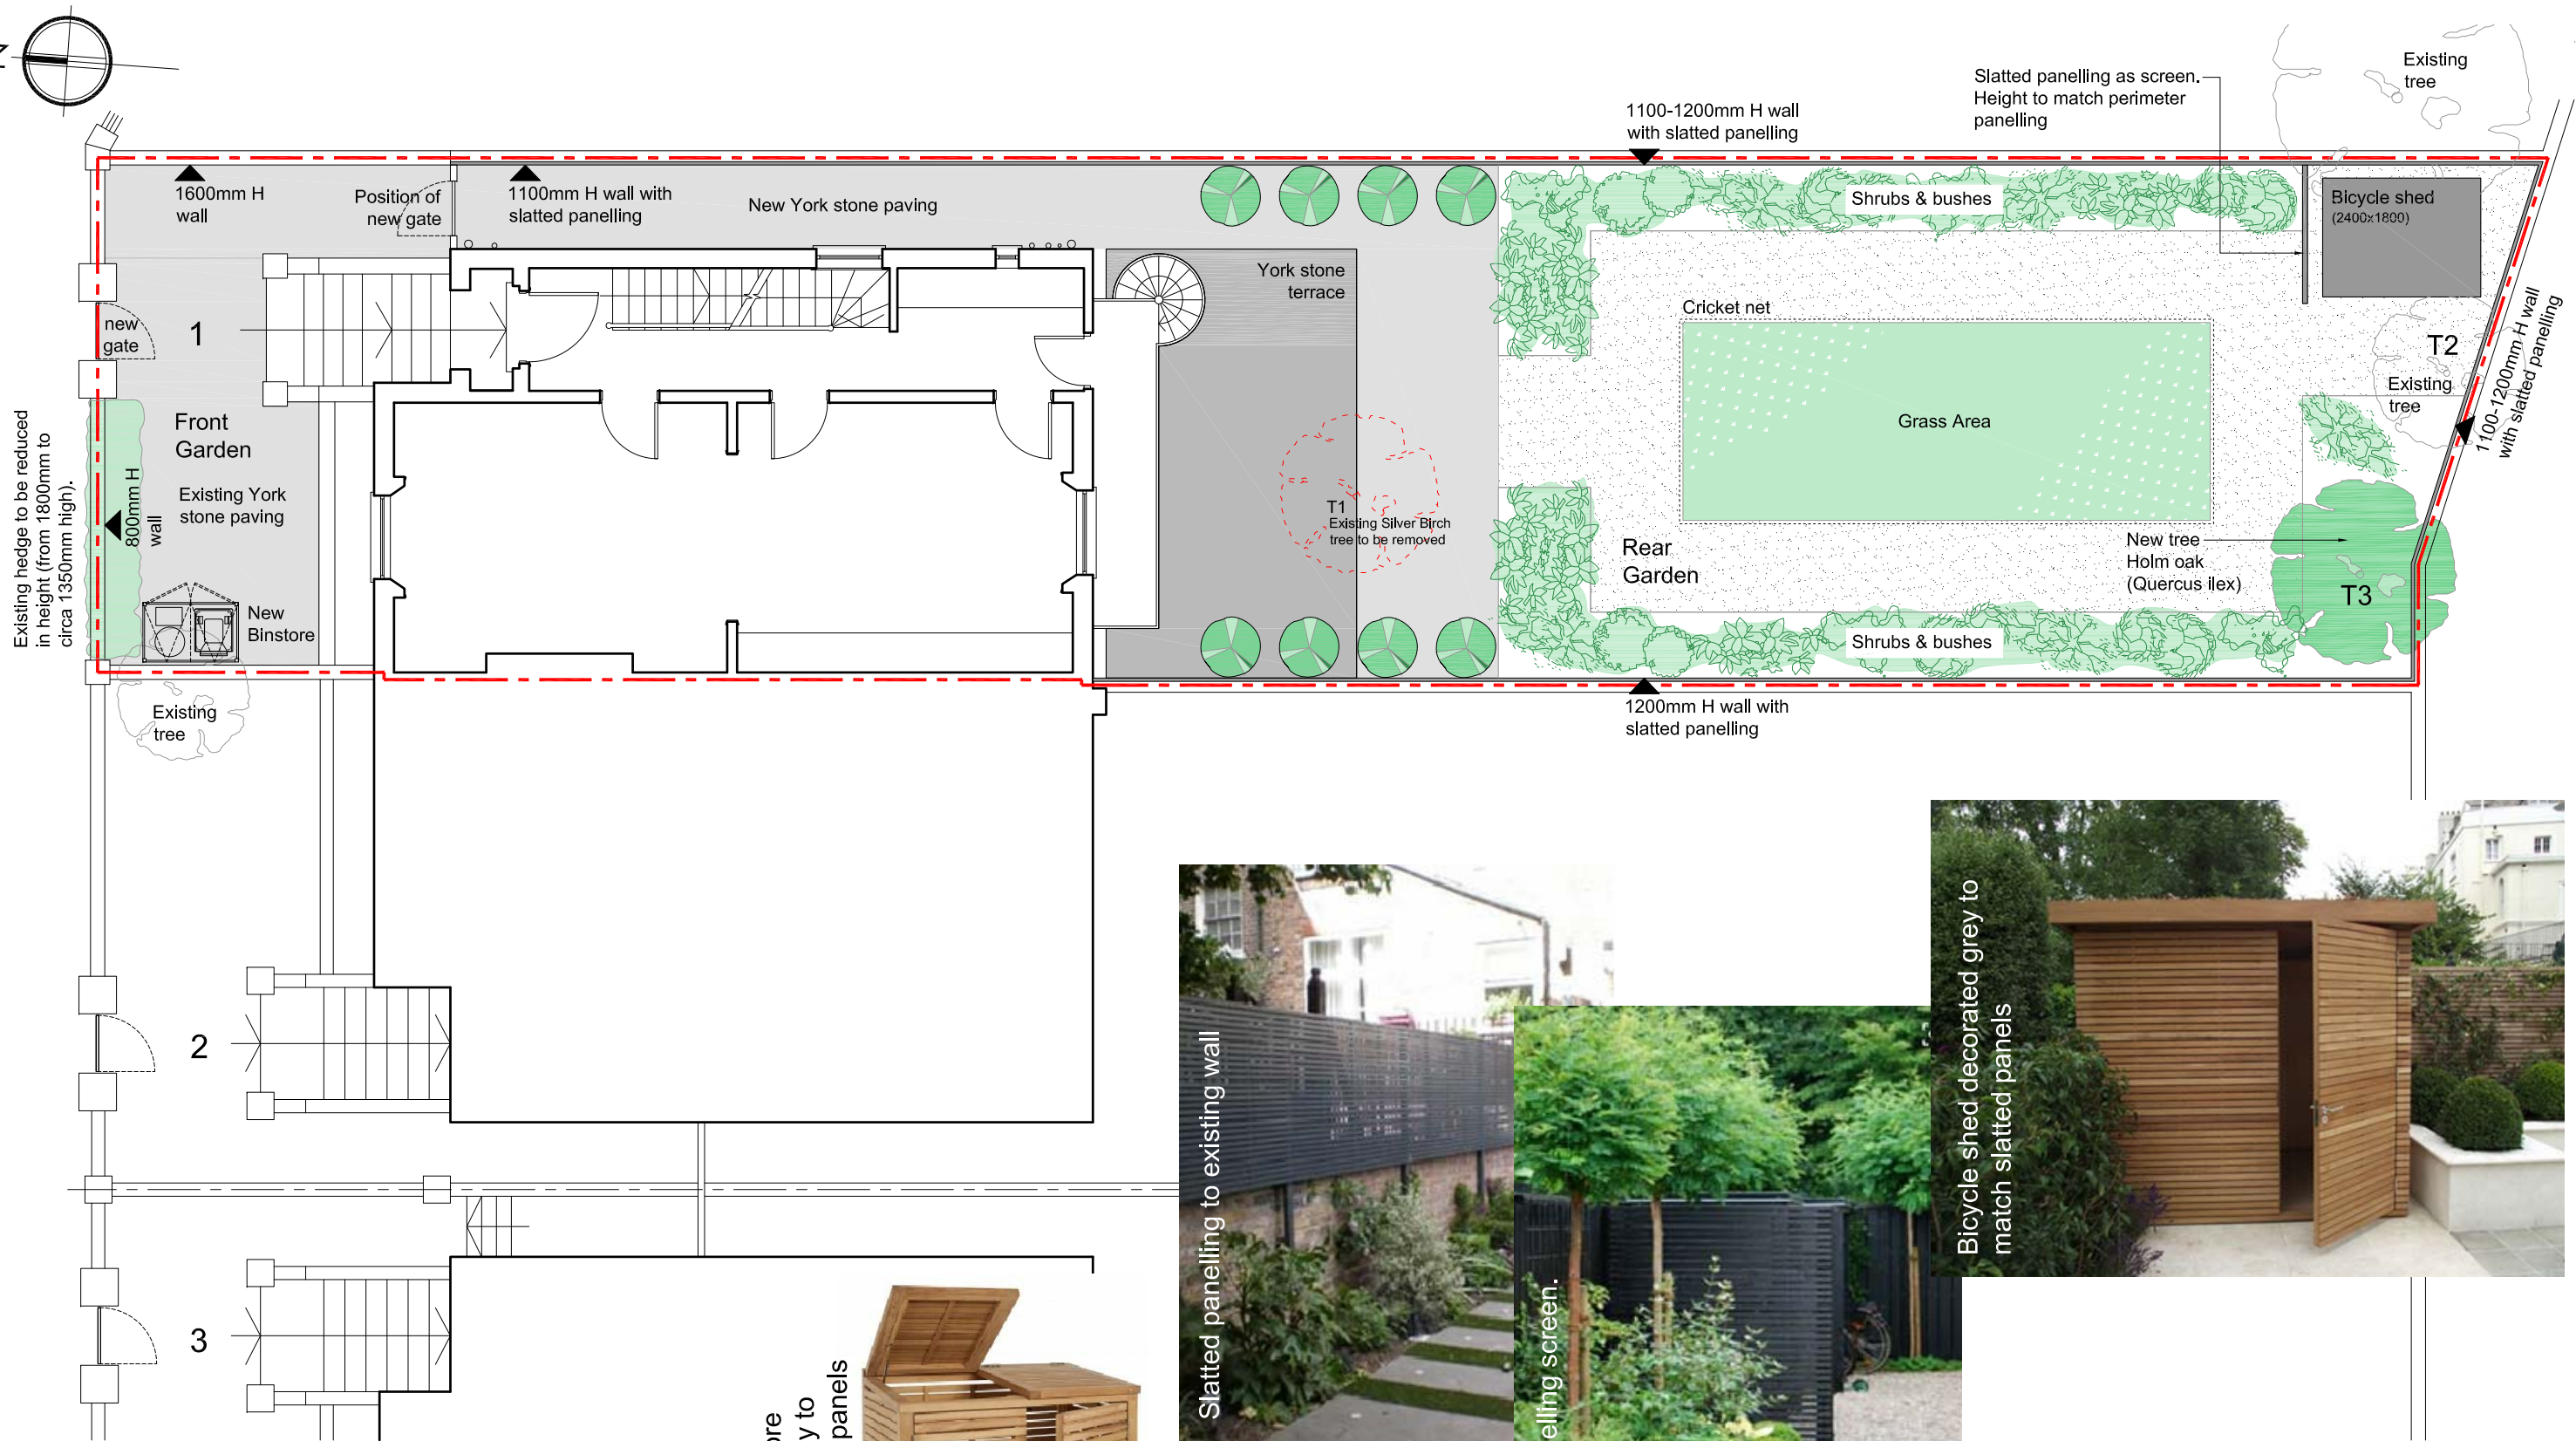 Z
Existing
tree
Slatted panelling as screen.
Height to match perimeter
panelling
1100-1200mm H wall
with slatted panelling
1600mm H
wall
Position of
new gate
1100mm H wall with
slatted panelling
New York stone paving
Shrubs & bushes
Bicycle shed
(2400x1800)
York stone
terrace
Cricket net
new
gate
1
T2
Existing
tree
1100-1200mm H wall
with slatted panelling
Front
Garden
Grass Area
Existing hedge to be reduced
in height (from 1800mm to
circa 1350mm high).
800mm H
wall
Existing York
stone paving
T1
Existing Silver Birch
tree to be removed
Rear
Garden
New tree
Holm oak
(Quercus ilex)
T3
New
Binstore
Shrubs & bushes
Existing
tree
1200mm H wall with
slatted panelling
2
3
Slatted panelling to existing wall
elling screen.
Bicycle shed decorated grey to
match slatted panels
ore
y to
panels